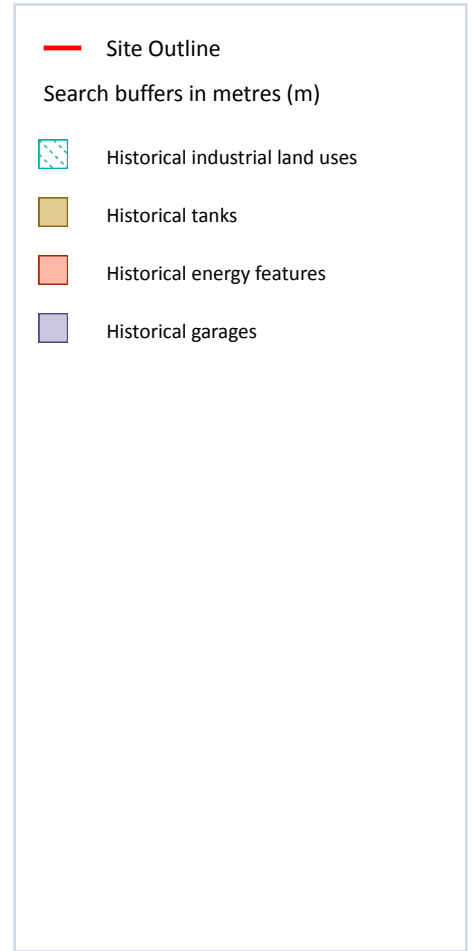 Site Outline
Search buffers in metres (m)
Historical industrial land uses
Historical tanks
Historical energy features
Historical garages